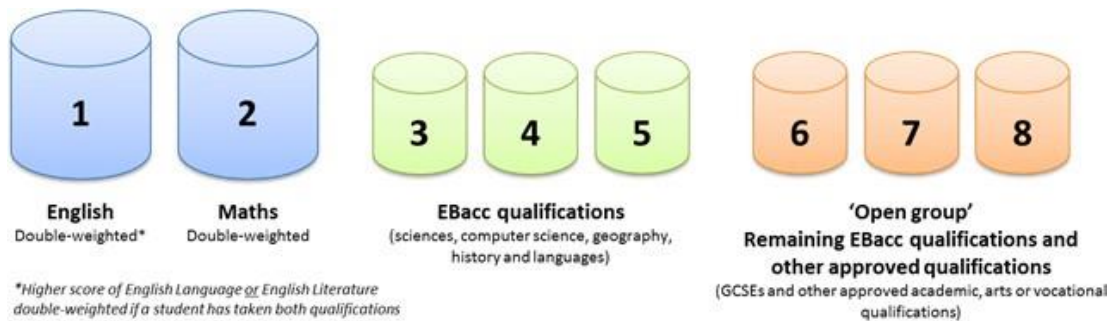 1
2
3
4
5
6
7
8
English
Double-weighted*
Maths
Double-weighted
EBacc qualifications
(sciences, computer science, geography,
history and languages)
‘Open group’
Remaining EBacc qualifications and
other approved qualifications
(GCSEs and other approved academic, arts or vocational
qualifications)
*Higher score of English Language or English Literature
double-weighted if a student has taken both qualifications